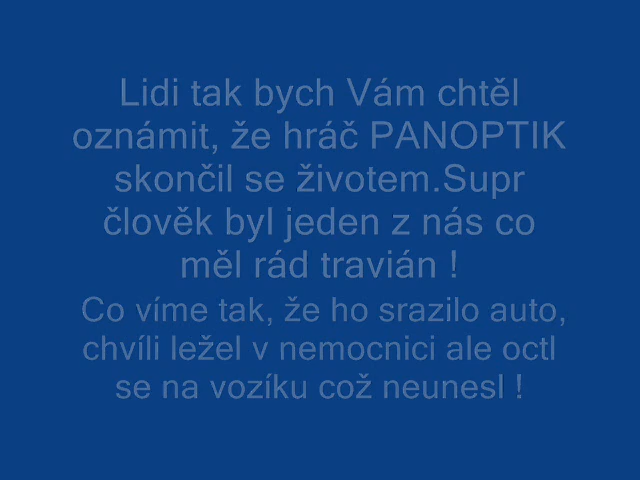 Lidi tak bych Vám chtěl
oznámit, že hráč PANOPTIK
skončil se životem.Supr
člověk byl jeden z nás co
měl rád travián !
Co víme tak, že ho srazilo auto,
chvíli ležel v nemocnici ale octl
se na vozíku což neunesl !